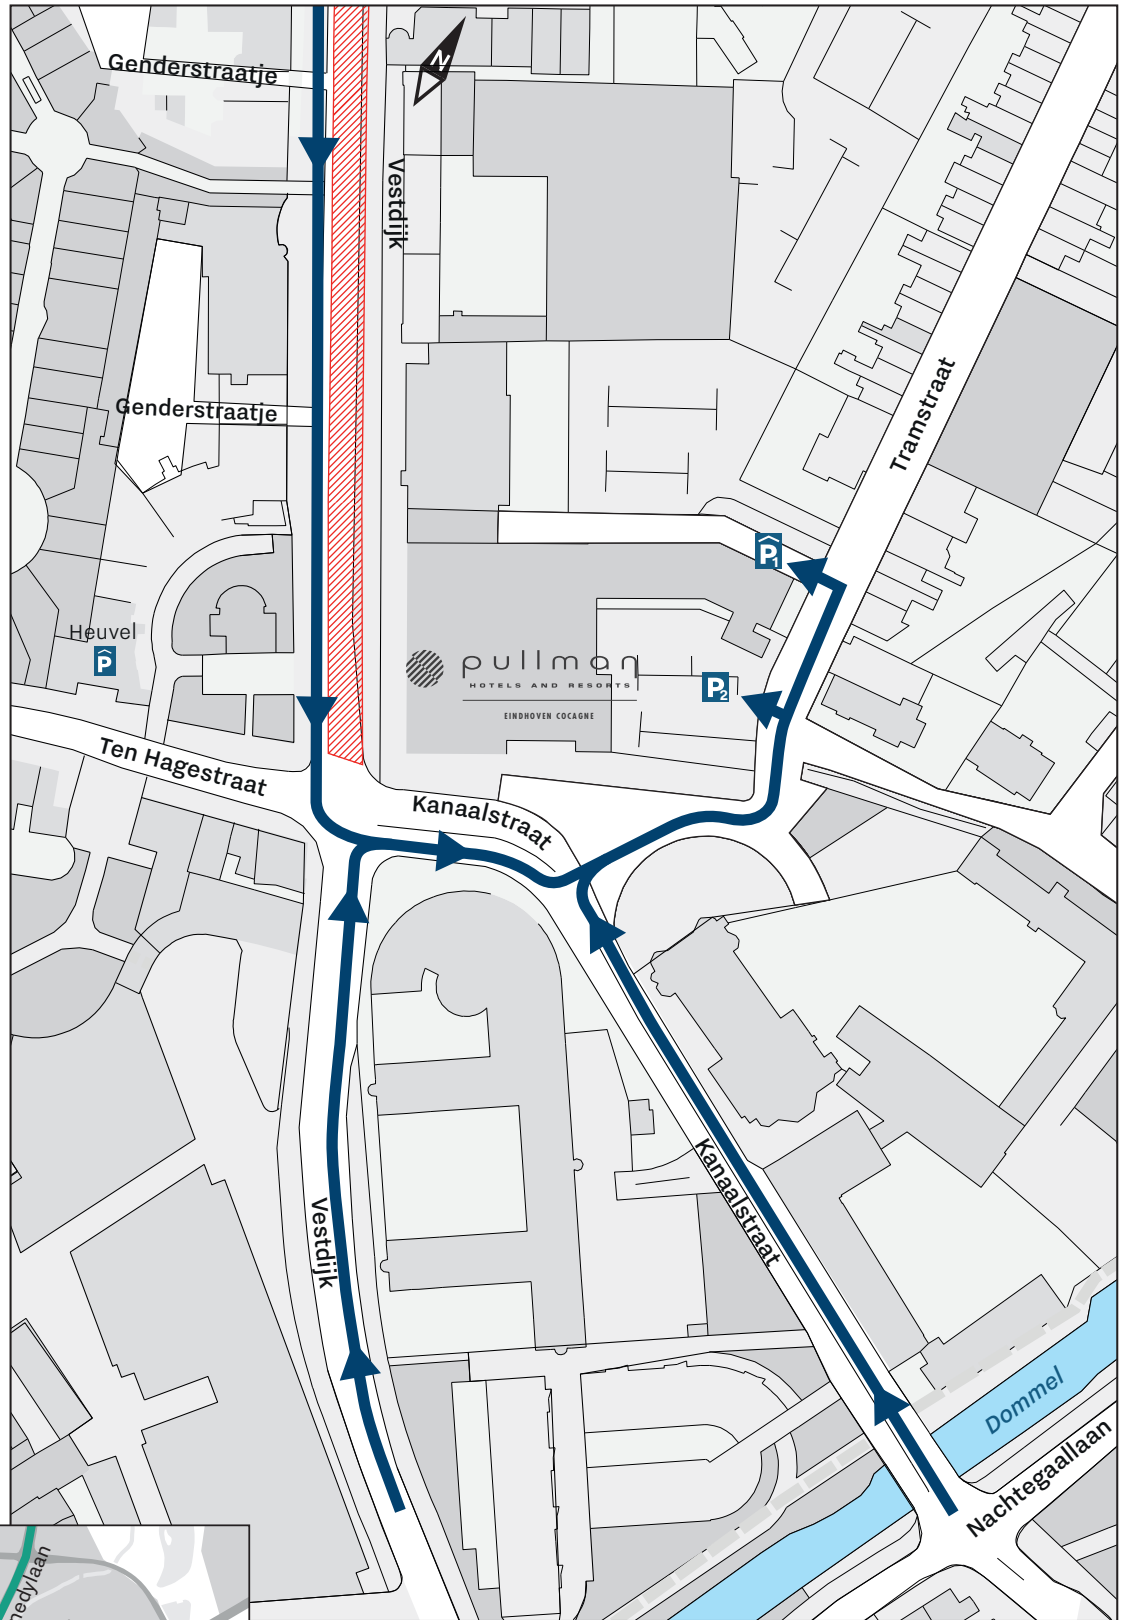 Genderstraatje
N
Vestdijk
Tramstraat
Genderstraatje
P1
Heuvel
P
pullman
HOTELS AND RESORTS
EINDHOVEN COCAGNE
P2
Ten Hagestraat
Kanaalstraat
Kanaalstraat
Vestdijk
Dommel
Nachtegaallaan
nedylaan